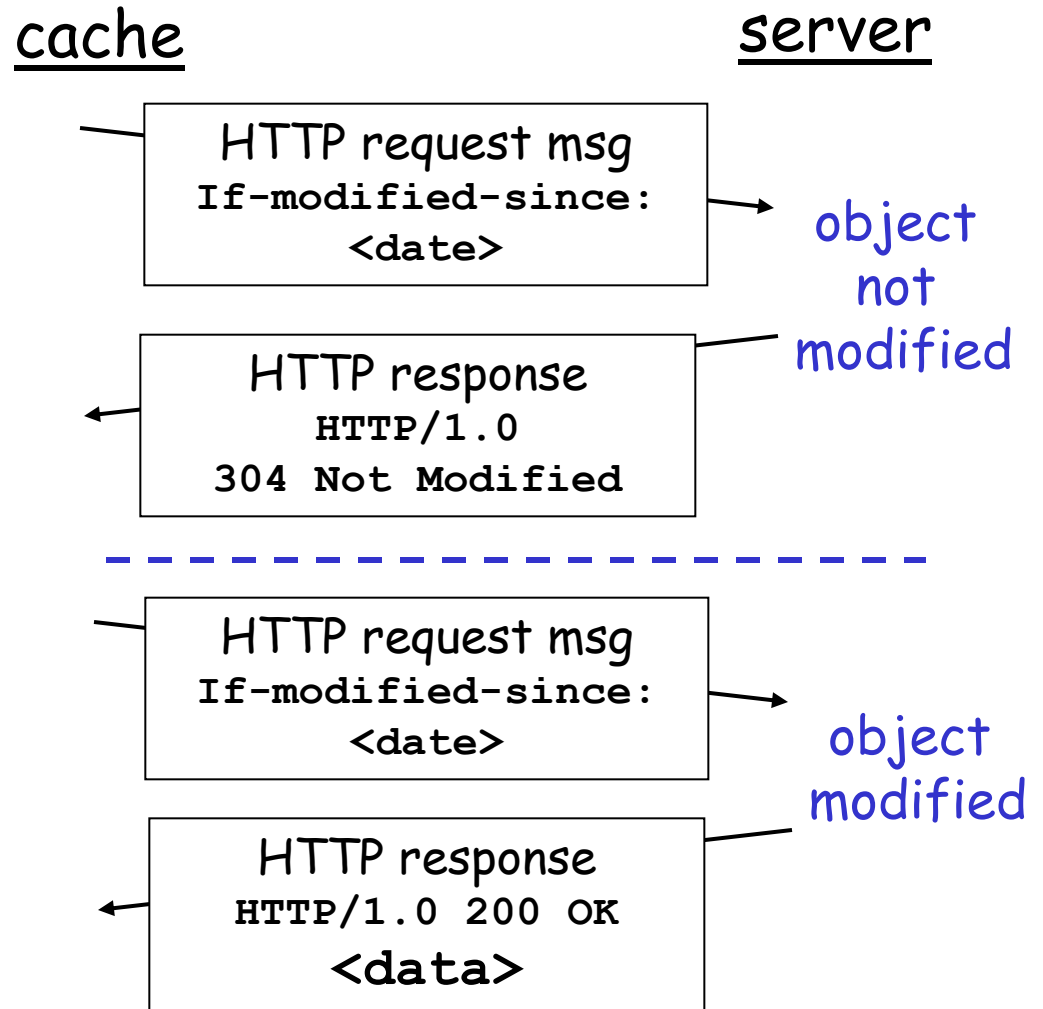 cache
server
HTTP request msg
If-modified-since:
<date>
object
not
modified
HTTP response
HTTP/1.0
304 Not Modified
HTTP request msg
If-modified-since:
<date>
object
modified
HTTP response
HTTP/1.0 200 OK
<data>